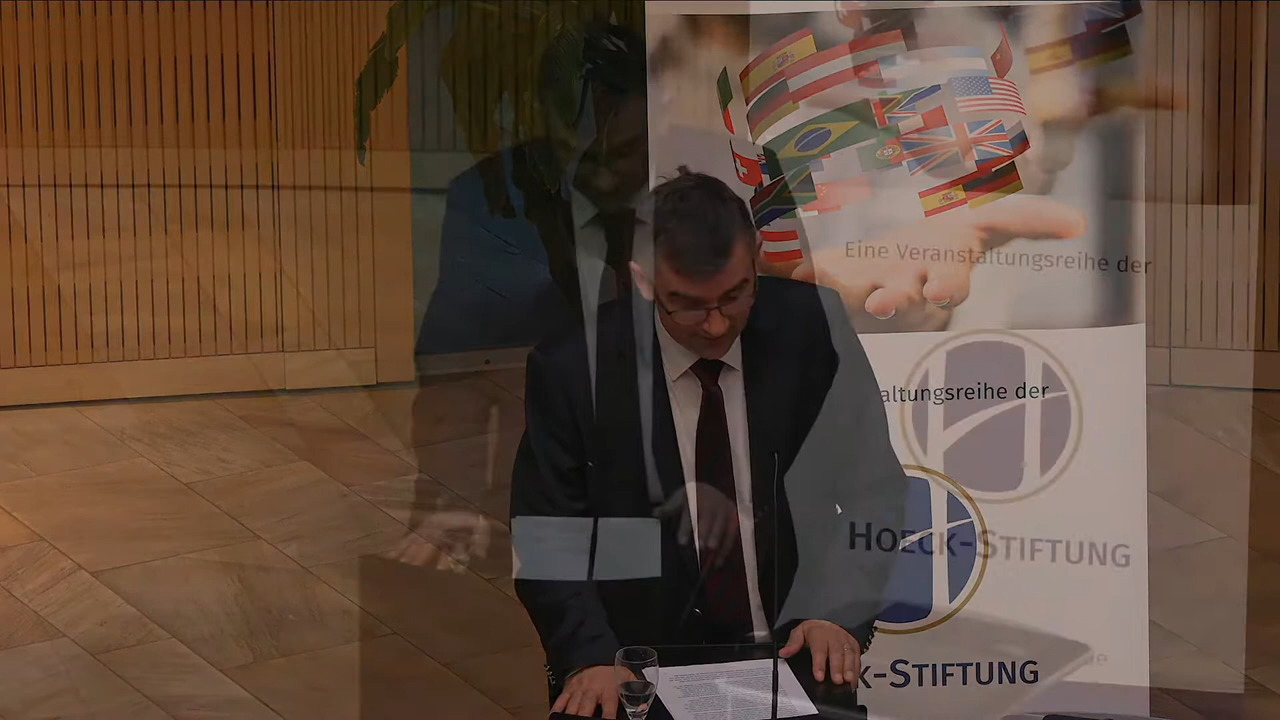 Eine Veranstaltungsreihe der
altungsreihe der
HOECK-STIFTUNG
K-STIFTUNG